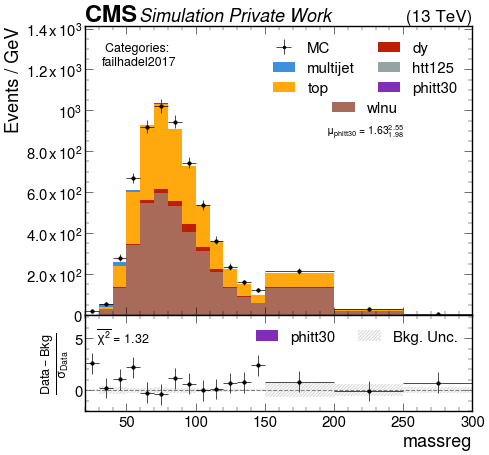 CMS Simulation Private Work (13 TeV)
Events / GeV
1.4 × 10³
1.2 × 10³
10³
8.0 × 10²
6.0 × 10²
4.0 × 10²
2.0 × 10²
0
Categories:
failhadel2017
MC
dy
multijet
htt125
top
phitt30
wlnu
μphitt30 = 1.63 2.55 1.98
Data − Bkg
σData
5
0
χ² = 1.32
phitt30
Bkg. Unc.
50 100 150 200 250 300
massreg